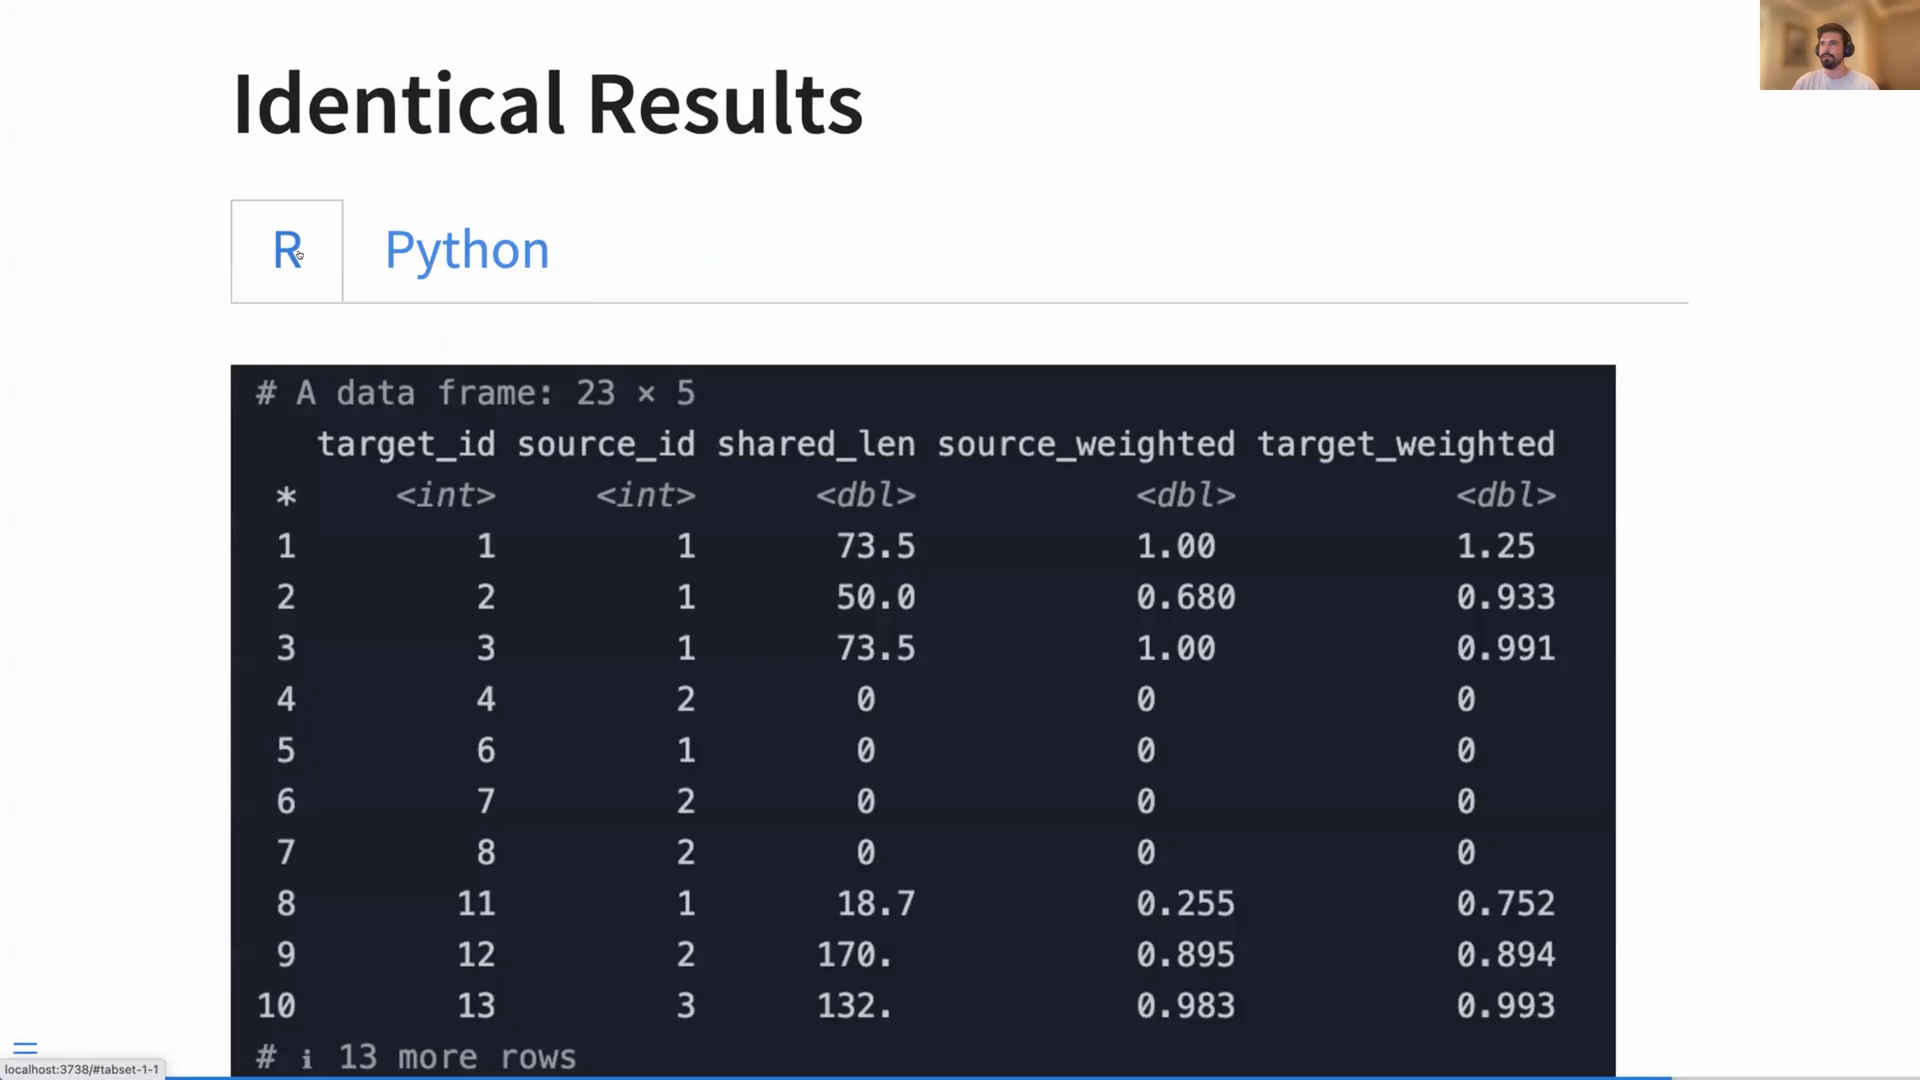 Identical Results
R Python
# A data frame: 23 × 5
target_id source_id shared_len source_weighted target_weighted
* <int> <int> <dbl> <dbl> <dbl>
1 1 1 73.5 1.00 1.25
2 2 1 50.0 0.680 0.933
3 3 1 73.5 1.00 0.991
4 4 2 0 0 0
5 6 1 0 0 0
6 7 2 0 0 0
7 8 2 0 0 0
8 11 1 18.7 0.255 0.752
9 12 2 170. 0.895 0.894
10 13 3 132. 0.983 0.993
# ℹ 13 more rows
localhost:3738/#tabset-1-1